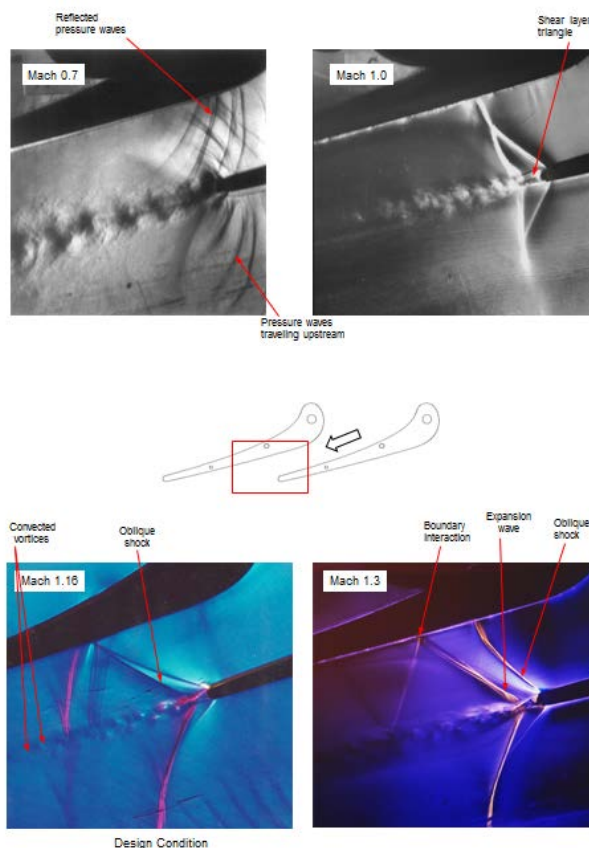 Reflected
pressure waves
Shear layer
triangle
Mach 0.7
Mach 1.0
Pressure waves
traveling upstream
Convected
vortices
Oblique
shock
Boundary
interaction
Expansion
wave
Oblique
shock
Mach 1.16
Mach 1.3
Design Condition